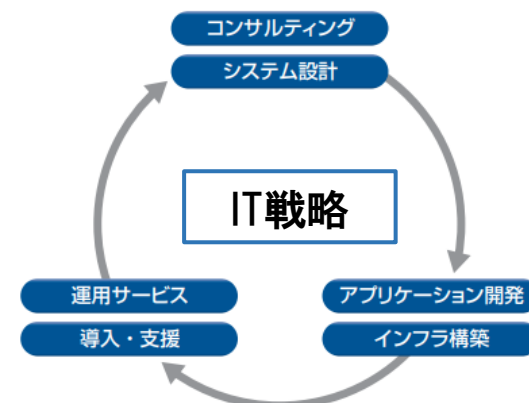 コンサルティング
システム設計
IT戦略
運用サービス
導入・支援
アプリケーション開発
インフラ構築